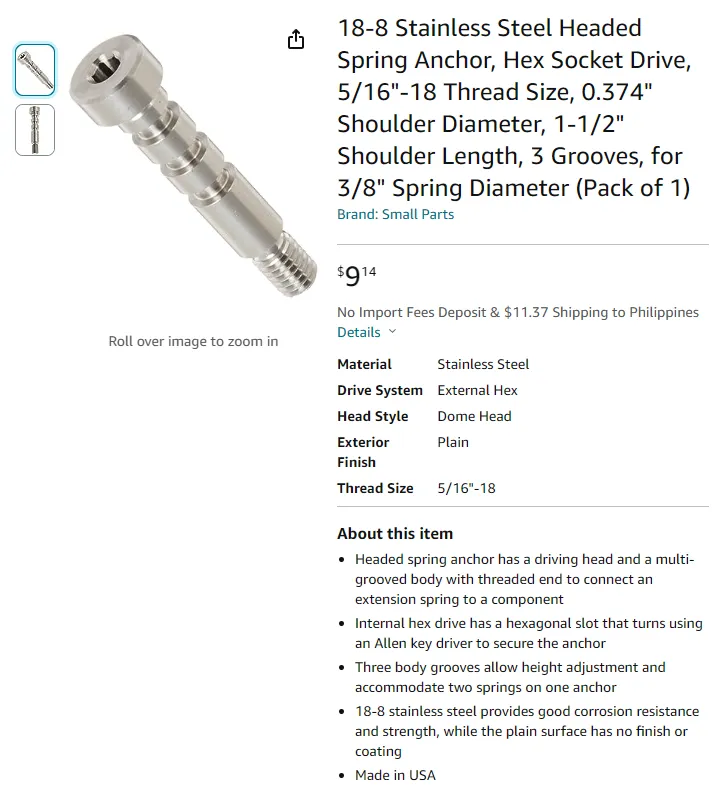 18-8 Stainless Steel Headed
Spring Anchor, Hex Socket Drive,
5/16"-18 Thread Size, 0.374"
Shoulder Diameter, 1-1/2"
Shoulder Length, 3 Grooves, for
3/8" Spring Diameter (Pack of 1)
Brand: Small Parts
$914
No Import Fees Deposit & $11.37 Shipping to Philippines
Details
Roll over image to zoom in
Material Stainless Steel
Drive System External Hex
Head Style Dome Head
Exterior Plain
Finish
Thread Size 5/16"-18
About this item
• Headed spring anchor has a driving head and a multi-
grooved body with threaded end to connect an
extension spring to a component
• Internal hex drive has a hexagonal slot that turns using
an Allen key driver to secure the anchor
• Three body grooves allow height adjustment and
accommodate two springs on one anchor
• 18-8 stainless steel provides good corrosion resistance
and strength, while the plain surface has no finish or
coating
• Made in USA